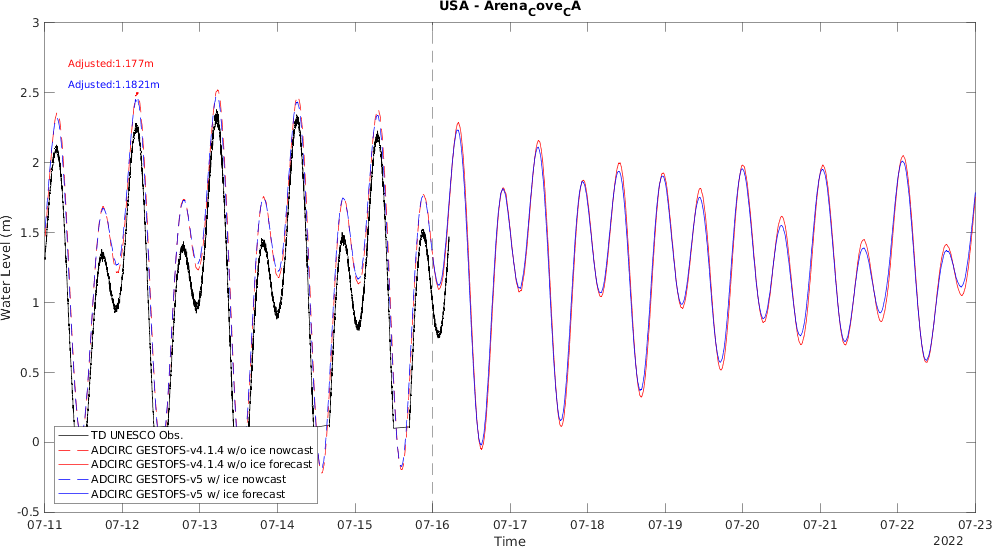 USA - ArenaCoveCA
3
2.5
2
1.5
1
0.5
0
-0.5
Water Level (m)
Adjusted:1.177m
Adjusted:1.1821m
TD UNESCO Obs.
ADCIRC GESTOFS-v4.1.4 w/o ice nowcast
ADCIRC GESTOFS-v4.1.4 w/o ice forecast
ADCIRC GESTOFS-v5 w/ ice nowcast
ADCIRC GESTOFS-v5 w/ ice forecast
07-11 07-12 07-13 07-14 07-15 07-16 07-17 07-18 07-19 07-20 07-21 07-22 07-23
Time
2022